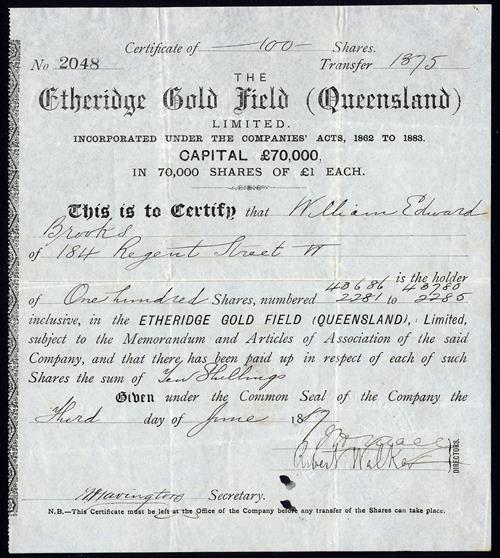 Certificate of —100— Shares.
No 2048 Transfer 1875
THE
Etheridge Gold Field (Queensland)
LIMITED.
INCORPORATED UNDER THE COMPANIES' ACTS, 1862 TO 1883.
CAPITAL £70,000,
IN 70,000 SHARES OF £1 EACH.
This is to Certify that William Edward
Brooks
of 184 Regent Street W
43686 43780 is the holder
of One hundred Shares, numbered 2281 to 2285
inclusive, in the ETHERIDGE GOLD FIELD (QUEENSLAND), Limited,
subject to the Memorandum and Articles of Association of the said
Company, and that there has been paid up in respect of each of such
Shares the sum of Ten Shillings
Given under the Common Seal of the Company the
Third day of June 18
Robert Walker
DIRECTORS.
Secretary.
N.B.—This Certificate must be left at the Office of the Company before any transfer of the Shares can take place.